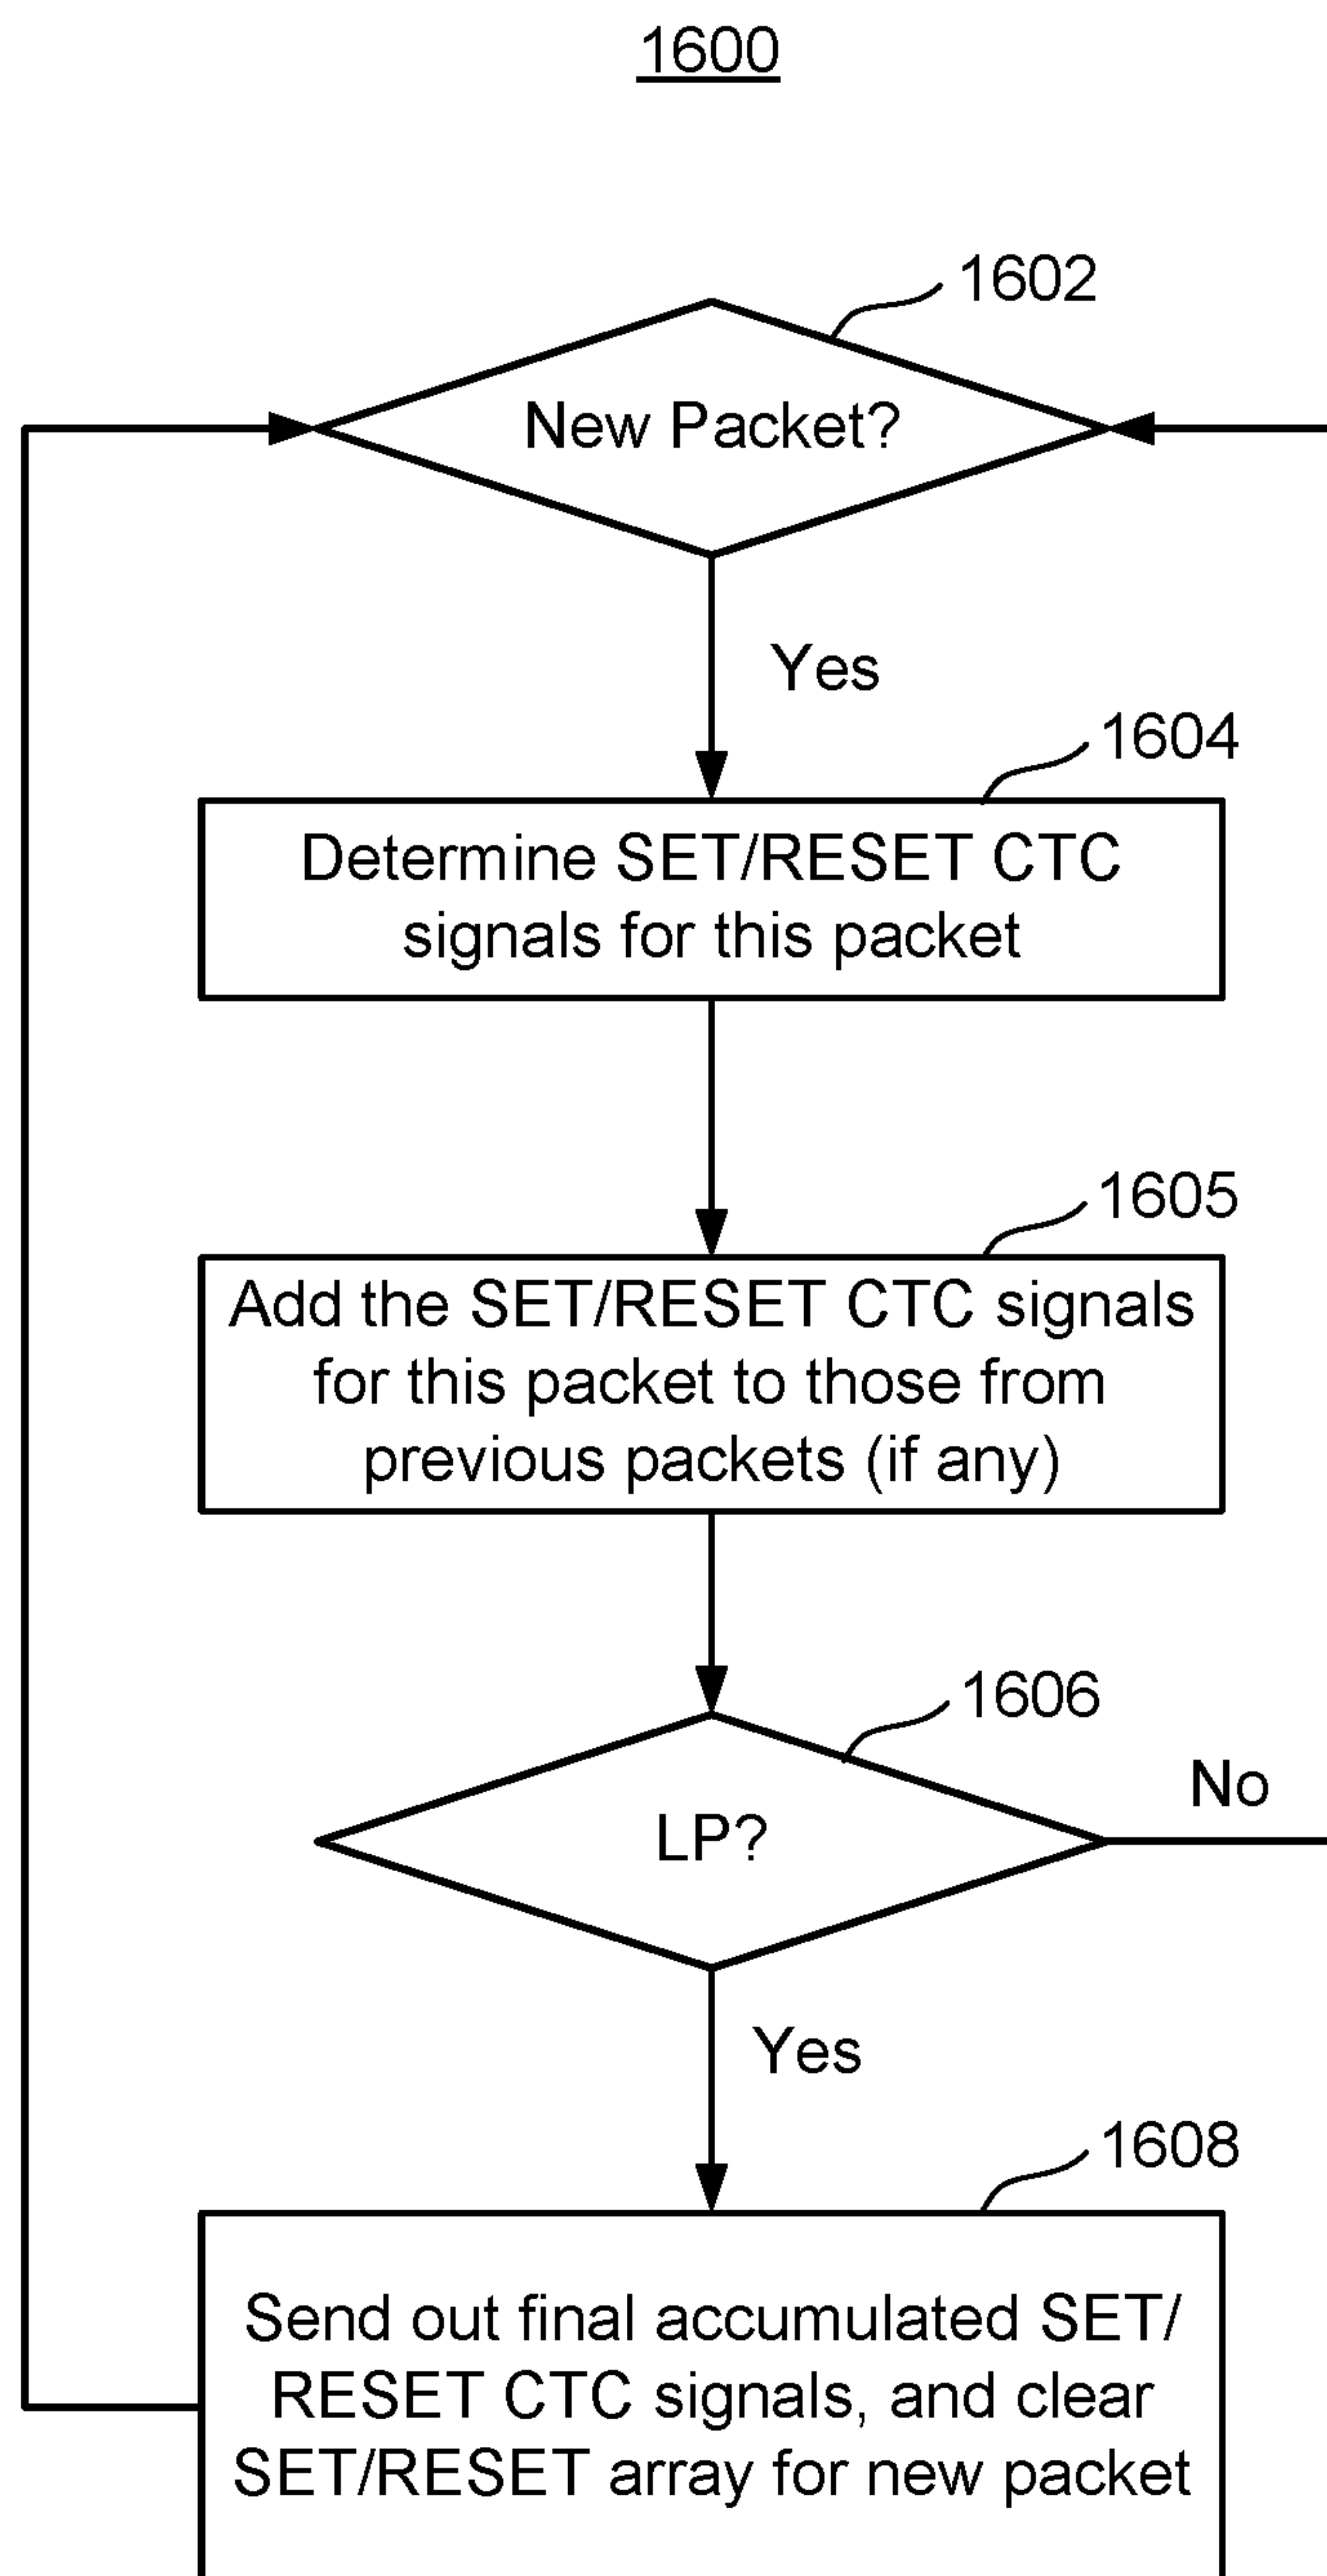 1600
1602
New Packet?
Yes
1604
Determine SET/RESET CTC
signals for this packet
1605
Add the SET/RESET CTC signals
for this packet to those from
previous packets (if any)
1606
No
LP?
Yes
1608
Send out final accumulated SET/
RESET CTC signals, and clear
SET/RESET array for new packet